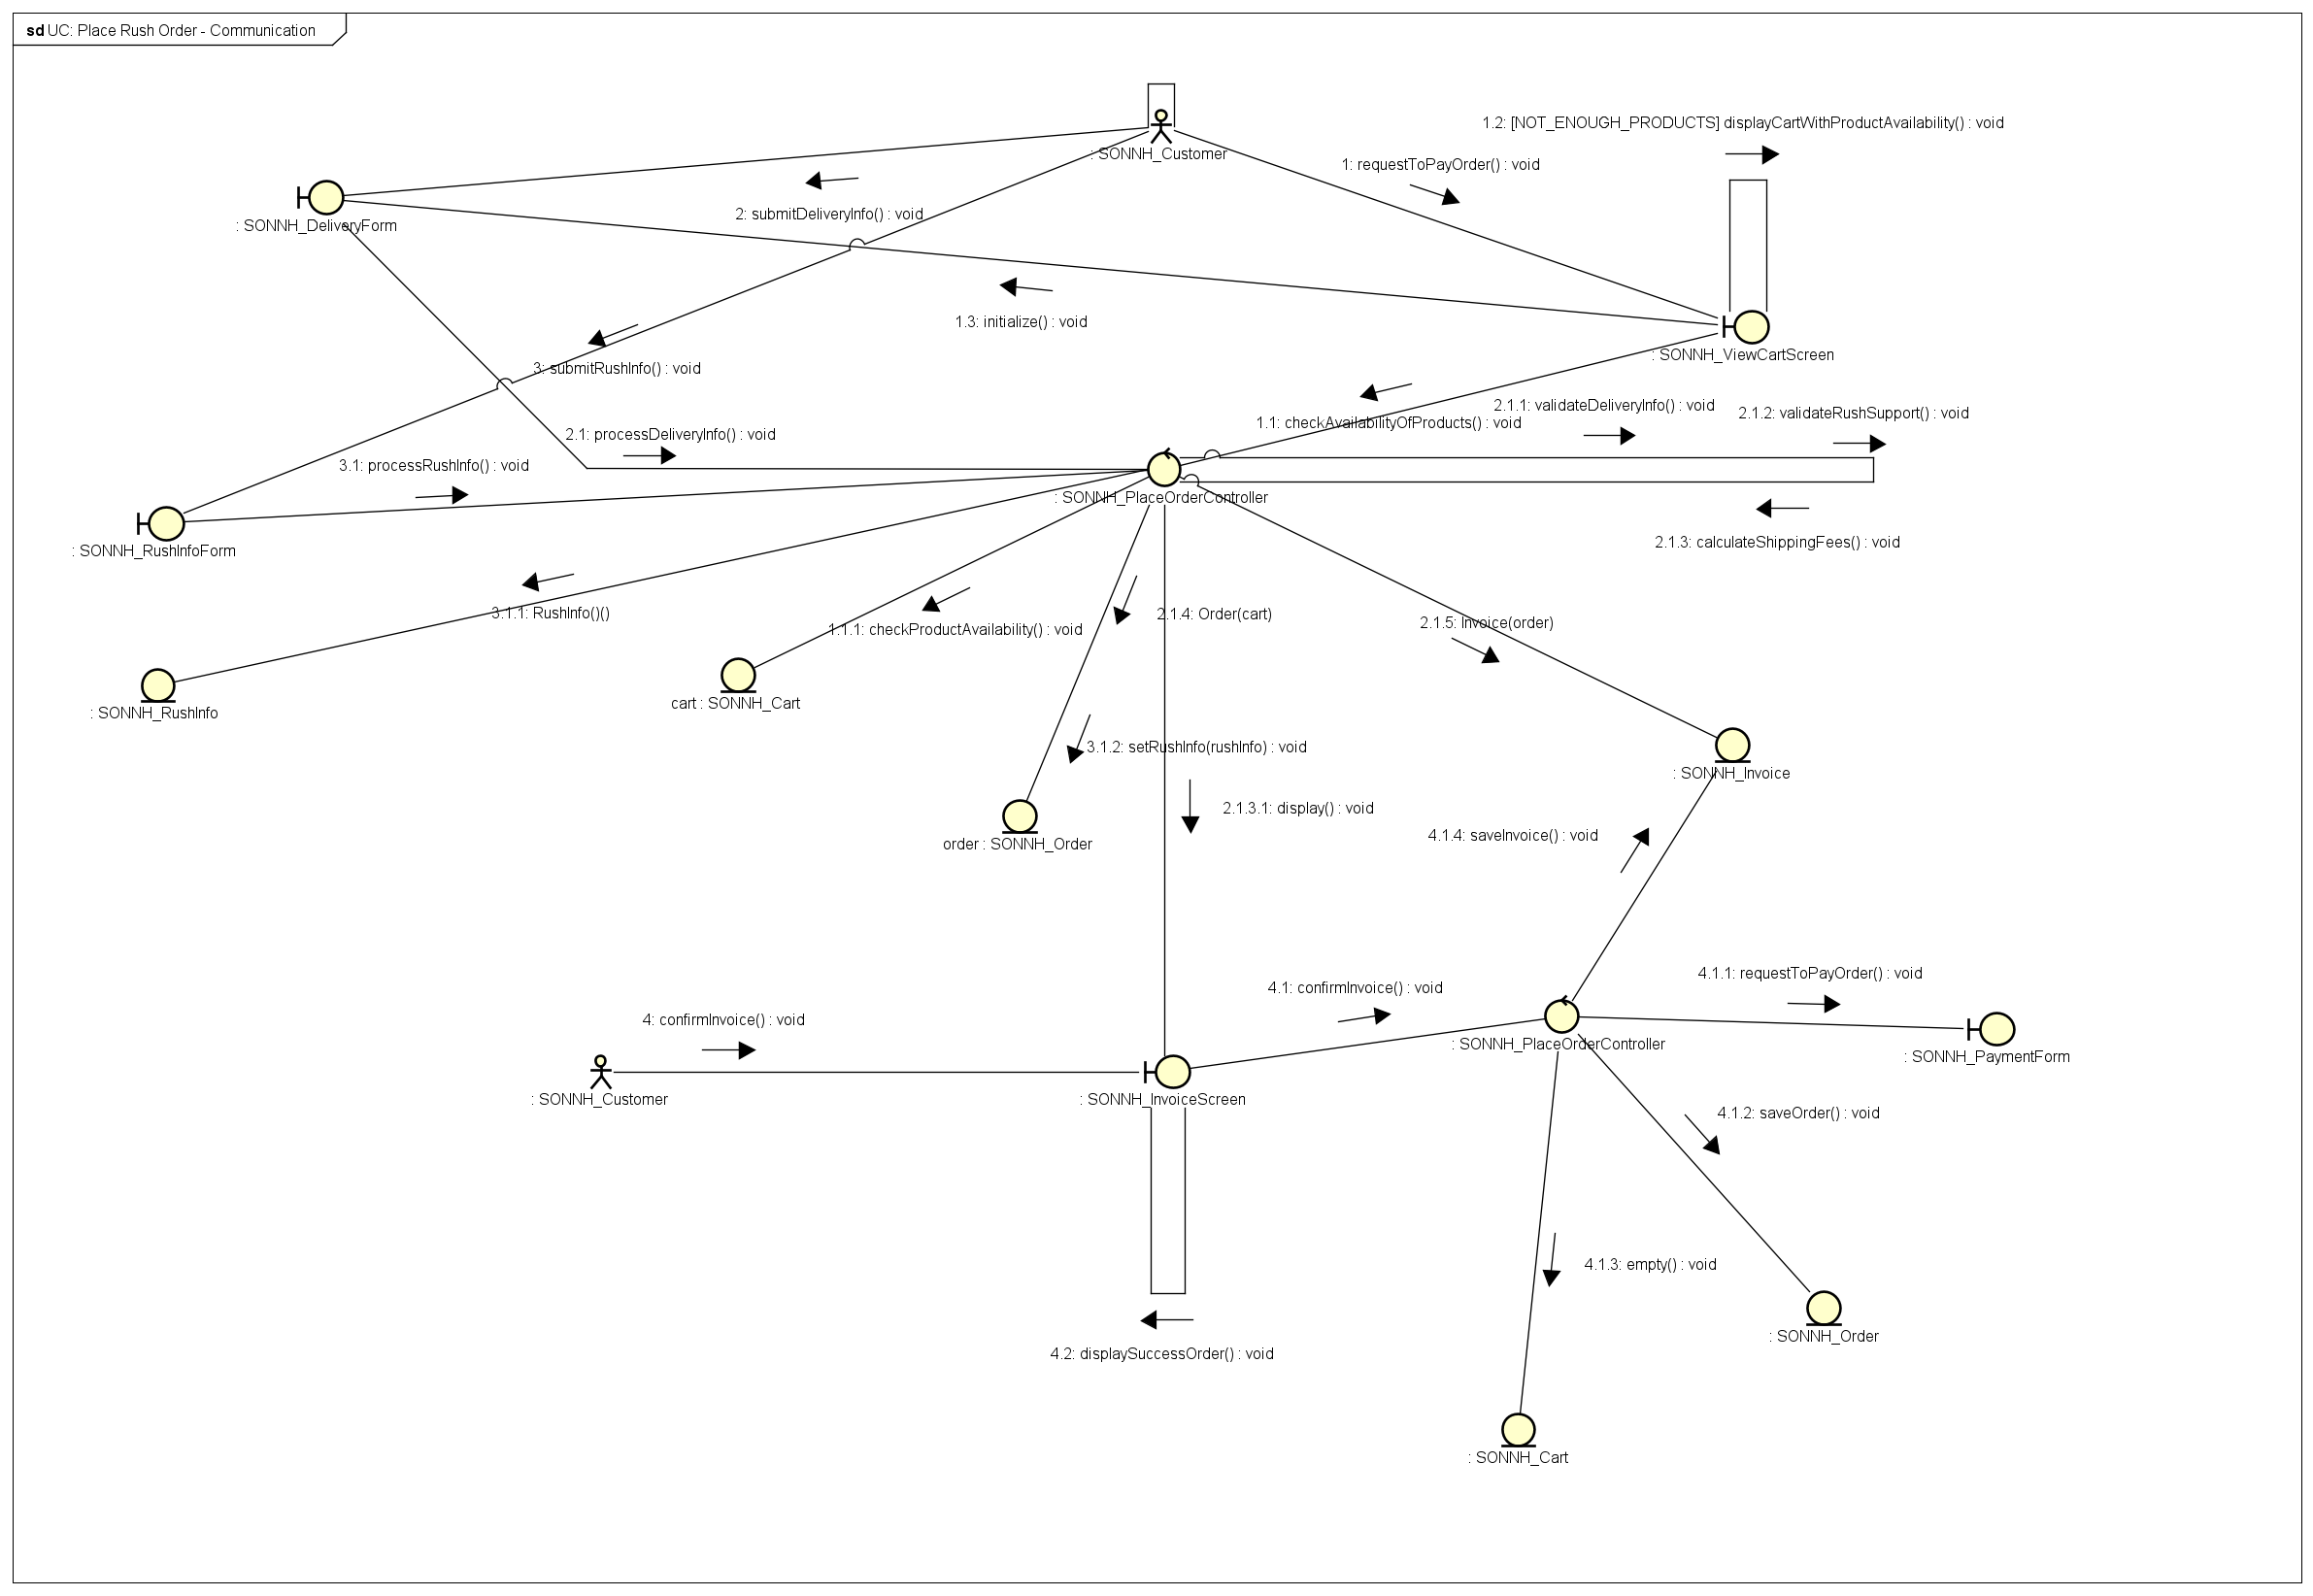 sd UC: Place Rush Order - Communication
1.2: [NOT_ENOUGH_PRODUCTS] displayCartWithProductAvailability() : void
: SONNH_Customer
1: requestToPayOrder() : void
2: submitDeliveryInfo() : void
: SONNH_DeliveryForm
1.3: initialize() : void
: SONNH_ViewCartScreen
3: submitRushInfo() : void
2.1.1: validateDeliveryInfo() : void
2.1.2: validateRushSupport() : void
1.1: checkAvailabilityOfProducts() : void
2.1: processDeliveryInfo() : void
3.1: processRushInfo() : void
: SONNH_PlaceOrderController
2.1.3: calculateShippingFees() : void
: SONNH_RushInfoForm
3.1.1: RushInfo()()
1.1.1: checkProductAvailability() : void
2.1.4: Order(cart)
2.1.5: Invoice(order)
: SONNH_RushInfo
cart : SONNH_Cart
3.1.2: setRushInfo(rushInfo) : void
: SONNH_Invoice
2.1.3.1: display() : void
order : SONNH_Order
4.1.4: saveInvoice() : void
4.1.1: requestToPayOrder() : void
4.1: confirmInvoice() : void
4: confirmInvoice() : void
: SONNH_PlaceOrderController
: SONNH_PaymentForm
: SONNH_Customer
: SONNH_InvoiceScreen
4.1.2: saveOrder() : void
4.1.3: empty() : void
: SONNH_Order
4.2: displaySuccessOrder() : void
: SONNH_Cart